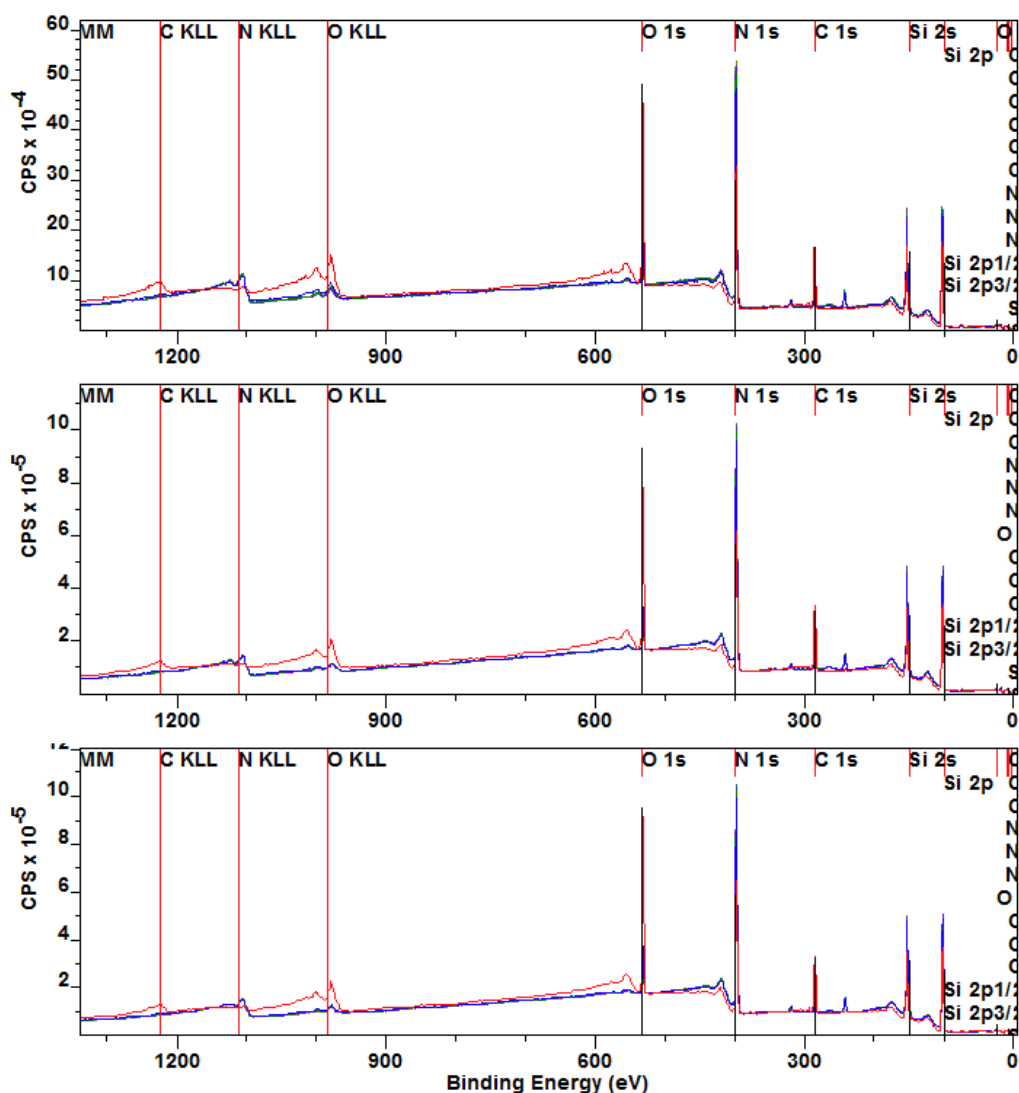 60
50
40
30
20
10
CPS x 10⁻⁴
MM C KLL N KLL O KLL O 1s N 1s C 1s Si 2s O
Si 2p C
C
C
C
C
C
N
N
N
Si 2p1/2
Si 2p3/2
S
1200 900 600 300 0
10
8
6
4
2
CPS x 10⁻⁵
MM C KLL N KLL O KLL O 1s N 1s C 1s Si 2s C
Si 2p C
C
N
N
N
O
C
C
C
Si 2p1/2
Si 2p3/2
S
1200 900 600 300 0
12
10
8
6
4
2
CPS x 10⁻⁵
MM C KLL N KLL O KLL O 1s N 1s C 1s Si 2s C
Si 2p C
C
N
N
N
O
C
C
C
Si 2p1/2
Si 2p3/2
1200 900 600 300 0
Binding Energy (eV)